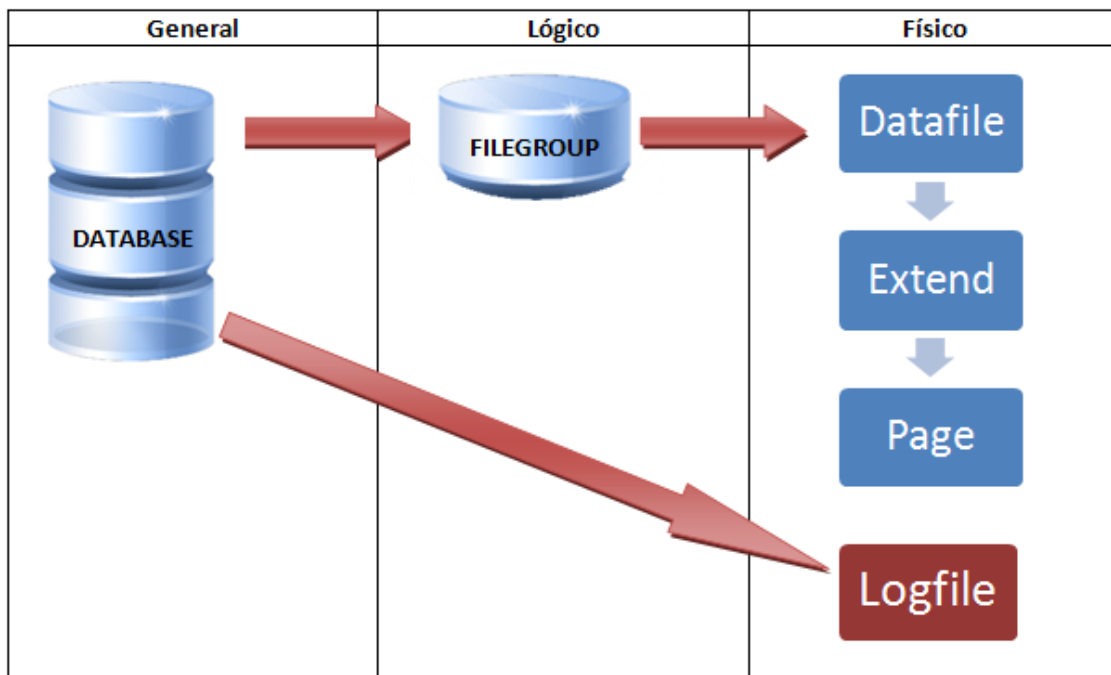 General
Lógico
Físico
DATABASE
FILEGROUP
Datafile
Extend
Page
Logfile